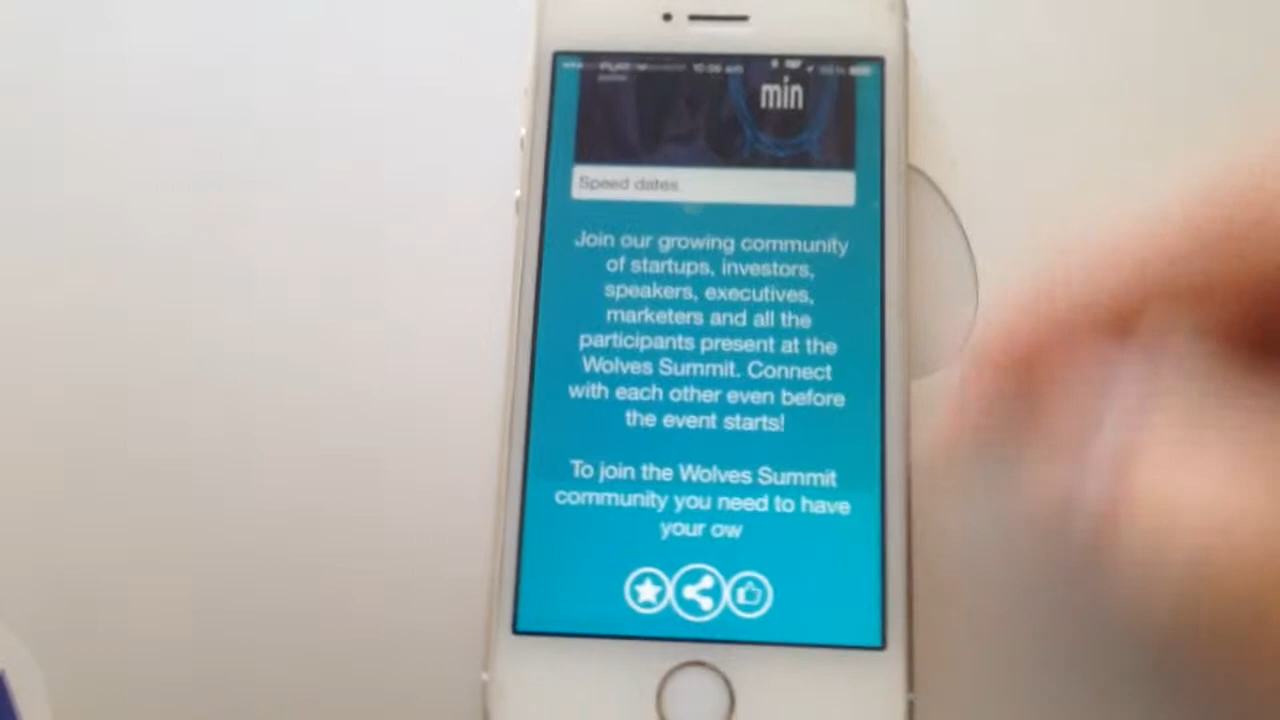 min
Speed dates
Join our growing community
of startups, investors,
speakers, executives,
marketers and all the
participants present at the
Wolves Summit. Connect
with each other even before
the event starts!
To join the Wolves Summit
community you need to have
your ow